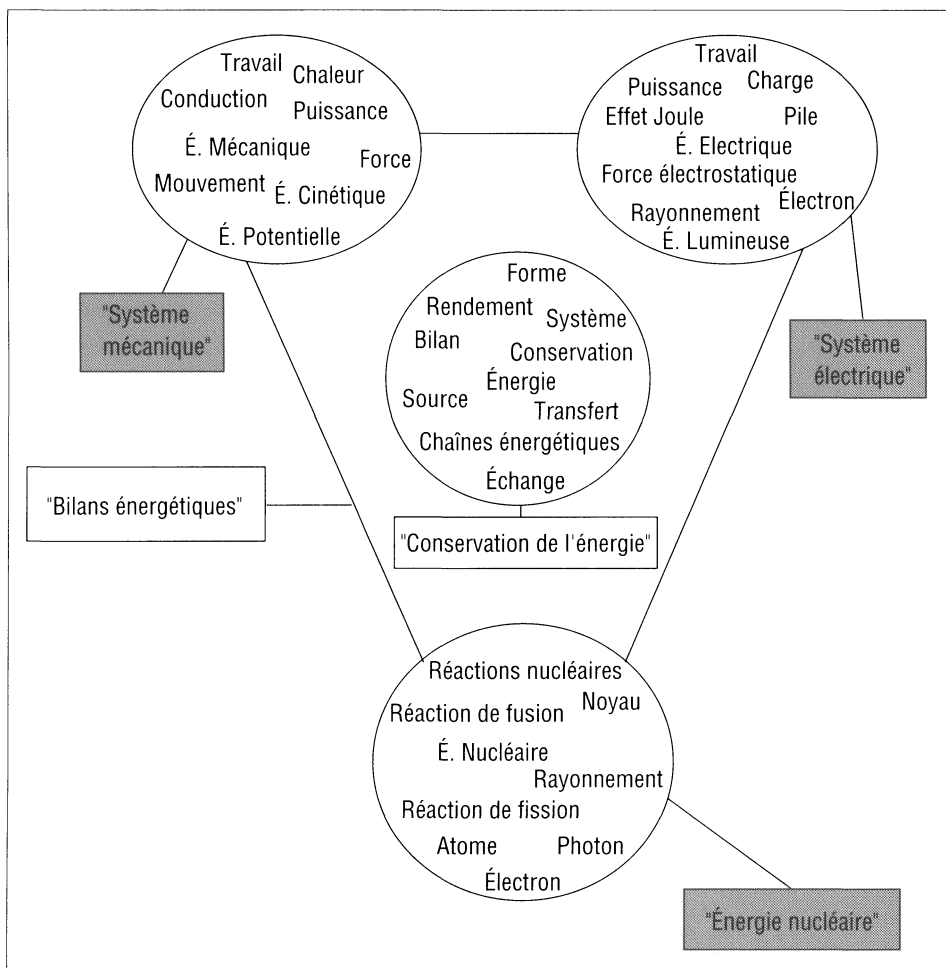 Travail
Chaleur
Conduction
Puissance
É. Mécanique
Force
Mouvement
É. Cinétique
É. Potentielle
"Système
mécanique"
Travail
Puissance
Charge
Effet Joule
Pile
É. Electrique
Force électrostatique
Électron
Rayonnement
É. Lumineuse
"Système
électrique"
Forme
Rendement
Système
Bilan
Conservation
Énergie
Source
Transfert
Chaînes énergétiques
Échange
"Conservation de l'énergie"
"Bilans énergétiques"
Réactions nucléaires
Noyau
Réaction de fusion
É. Nucléaire
Rayonnement
Réaction de fission
Atome
Photon
Électron
"Énergie nucléaire"